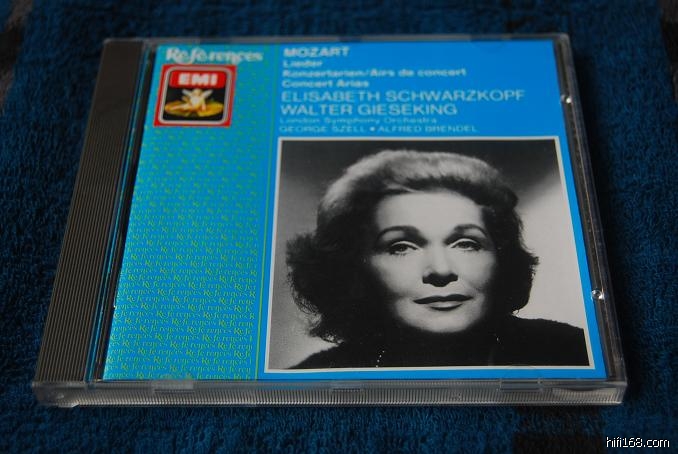 Références
EMI
MOZART
Lieder
Konzertarien/Airs de concert
Concert Arias
ELISABETH SCHWARZKOPF
WALTER GIESEKING
London Symphony Orchestra
GEORGE SZELL • ALFRED BRENDEL
hifi168.com